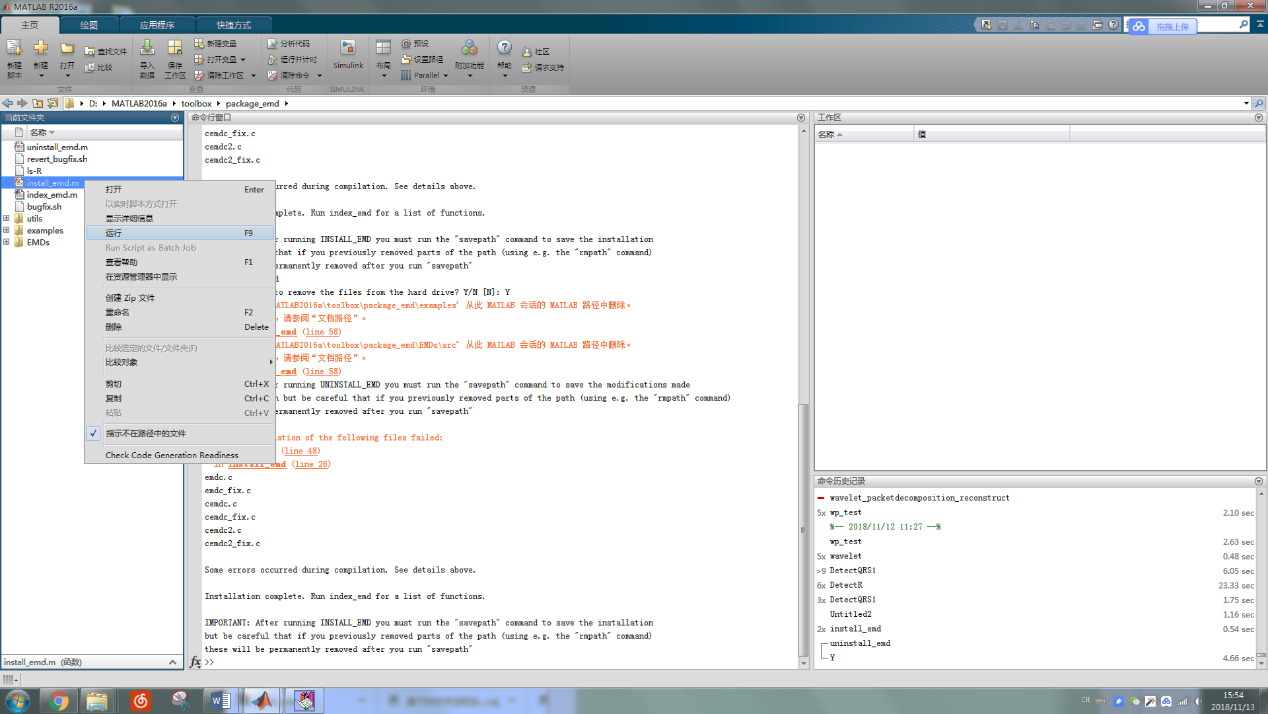 MATLAB R2016a
主页
绘图
应用程序
快捷方式
拖拽上传
新建脚本
新建
打开
查找文件
比较
导入数据
保存工作区
新建变量
打开变量
清除工作区
分析代码
运行并计时
清除命令
Simulink
布局
预设
设置路径
Parallel
附加功能
帮助
社区
请求支持
文件
变量
代码
SIMULINK
环境
资源
D: MATLAB2016a toolbox package_emd
当前文件夹
名称
uninstall_emd.m
revert_bugfix.sh
ls-R
install_emd.m
index_emd.m
bugfix.sh
utils
examples
EMDs
install_emd.m (函数)
打开 Enter
以实时脚本方式打开
显示详细信息
运行 F9
Run Script as Batch Job
查看帮助 F1
在资源管理器中显示
创建 Zip 文件
重命名 F2
删除 Delete
比较选定的文件/文件夹(F)
比较对象
剪切 Ctrl+X
复制 Ctrl+C
粘贴 Ctrl+V
指示不在路径中的文件
Check Code Generation Readiness
命令行窗口
cemdc_fix.c
cemdc2.c
cemdc2_fix.c
rred during compilation. See details above.
plete. Run index_emd for a list of functions.
r running INSTALL_EMD you must run the "savepath" command to save the installation
hat if you previously removed parts of the path (using e.g. the "rmpath" command)
rmanently removed after you run "savepath"
to remove the files from the hard drive? Y/N [N]: Y
ATLAB2016a\toolbox\package_emd\examples' 从此 MATLAB 会话的 MATLAB 路径中删除。
，请参阅“文档路径”。
emd (line 58)
ATLAB2016a\toolbox\package_emd\EMDs\src' 从此 MATLAB 会话的 MATLAB 路径中删除。
，请参阅“文档路径”。
emd (line 58)
r running UNINSTALL_EMD you must run the "savepath" command to save the modifications made
n but be careful that if you previously removed parts of the path (using e.g. the "rmpath" command)
rmanently removed after you run "savepath"
lation of the following files failed:
(line 48)
In install_emd (line 26)
emdc.c
emdc_fix.c
cemdc.c
cemdc_fix.c
cemdc2.c
cemdc2_fix.c
Some errors occurred during compilation. See details above.
Installation complete. Run index_emd for a list of functions.
IMPORTANT: After running INSTALL_EMD you must run the "savepath" command to save the installation
but be careful that if you previously removed parts of the path (using e.g. the "rmpath" command)
these will be permanently removed after you run "savepath"
fx >>
工作区
名称 值
命令历史记录
wavelet_packetdecomposition_reconstruct
5x wp_test 2.10 sec
%-- 2018/11/12 11:27 --%
wp_test 2.63 sec
5x wavelet 0.48 sec
>9 DetectQRS1 6.05 sec
6x DetectR 23.33 sec
3x DetectQRS1 1.75 sec
Untitled2 1.16 sec
2x install_emd 0.54 sec
uninstall_emd
Y 4.66 sec
CH
15:54
2018/11/13